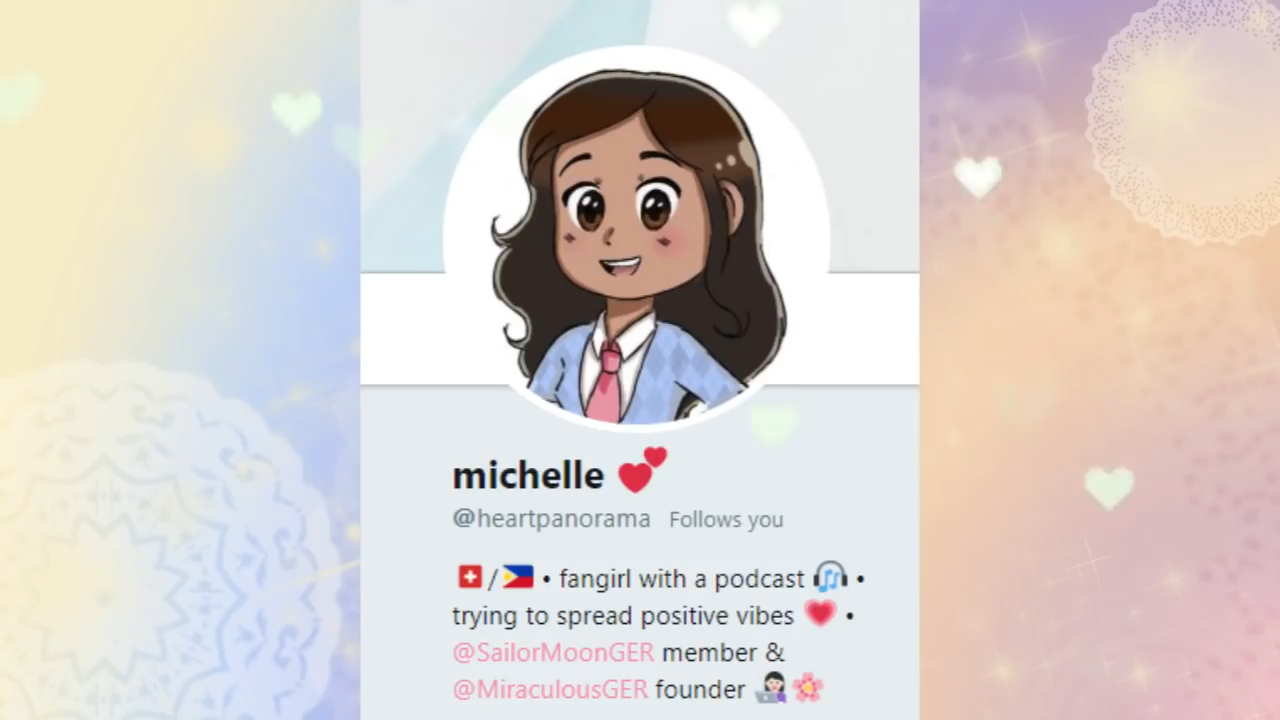 michelle 💕
@heartpanorama Follows you
🇨🇭/🇵🇭 • fangirl with a podcast 🎧 •
trying to spread positive vibes 💗 •
@SailorMoonGER member &
@MiraculousGER founder 👩🏻‍💻🌸